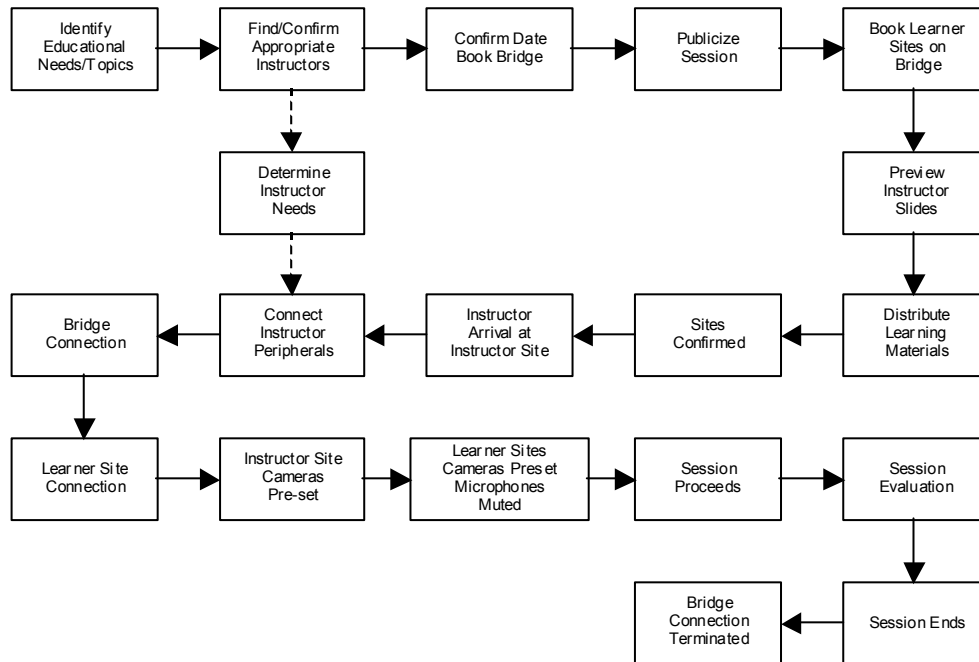 Identify
Educational
Needs/Topics
Find/Confirm
Appropriate
Instructors
Confirm Date
Book Bridge
Publicize
Session
Book Learner
Sites on
Bridge
Determine
Instructor
Needs
Preview
Instructor
Slides
Bridge
Connection
Connect
Instructor
Peripherals
Instructor
Arrival at
Instructor Site
Sites
Confirmed
Distribute
Learning
Materials
Learner Site
Connection
Instructor Site
Cameras
Pre-set
Learner Sites
Cameras Preset
Microphones
Muted
Session
Proceeds
Session
Evaluation
Bridge
Connection
Terminated
Session Ends